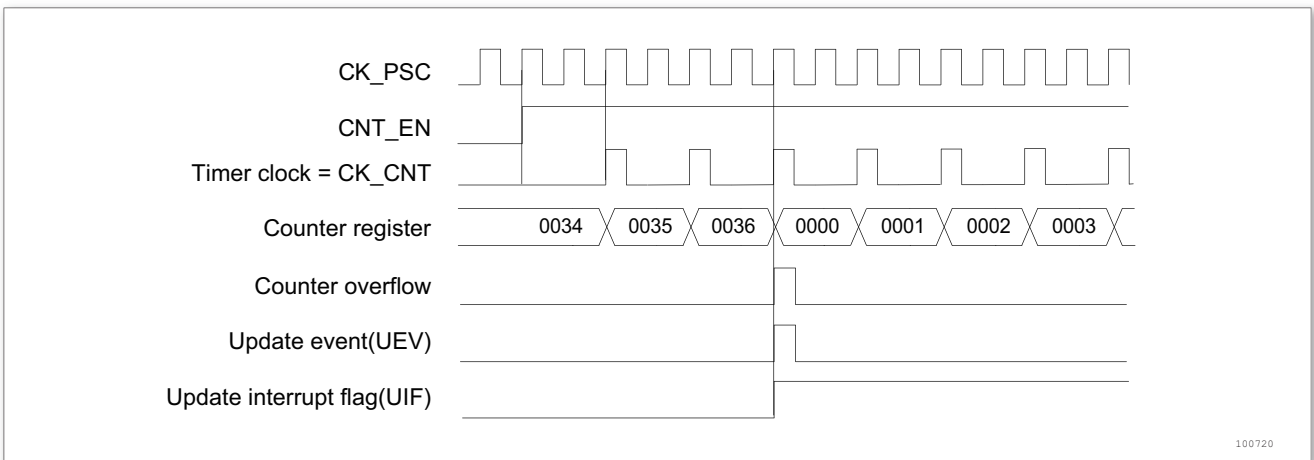 CK_PSC
CNT_EN
Timer clock = CK_CNT
Counter register 0034 0035 0036 0000 0001 0002 0003
Counter overflow
Update event(UEV)
Update interrupt flag(UIF)
100720